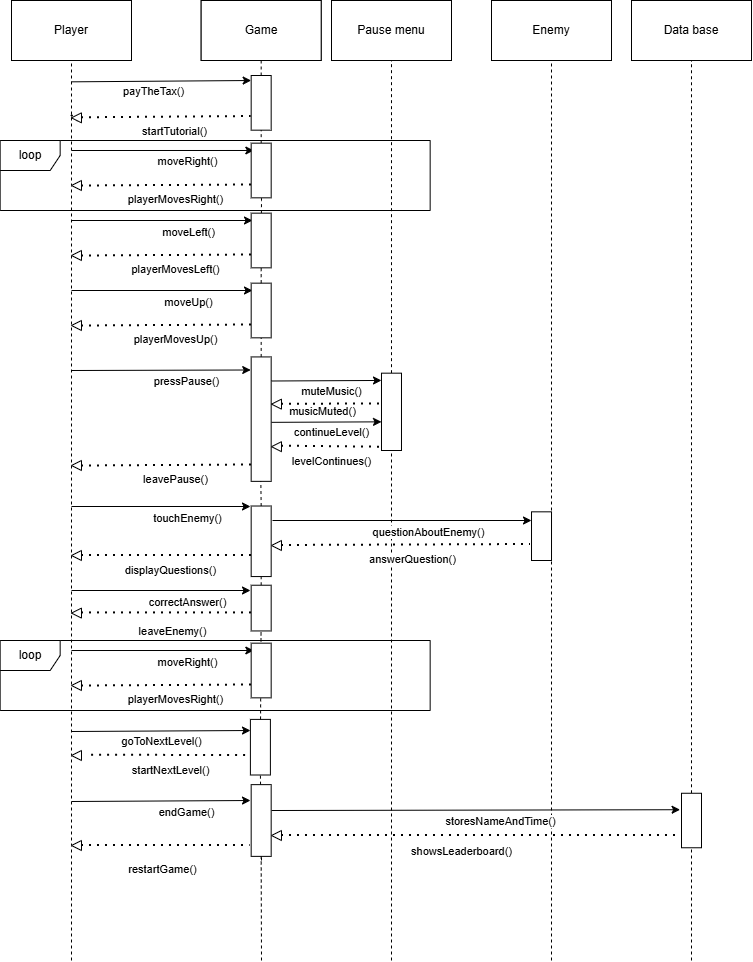 Player
Game
Pause menu
Enemy
Data base
payTheTax()
startTutorial()
loop
moveRight()
playerMovesRight()
moveLeft()
playerMovesLeft()
moveUp()
playerMovesUp()
pressPause()
muteMusic()
musicMuted()
continueLevel()
levelContinues()
leavePause()
touchEnemy()
questionAboutEnemy()
answerQuestion()
displayQuestions()
correctAnswer()
leaveEnemy()
loop
moveRight()
playerMovesRight()
goToNextLevel()
startNextLevel()
endGame()
storesNameAndTime()
showsLeaderboard()
restartGame()